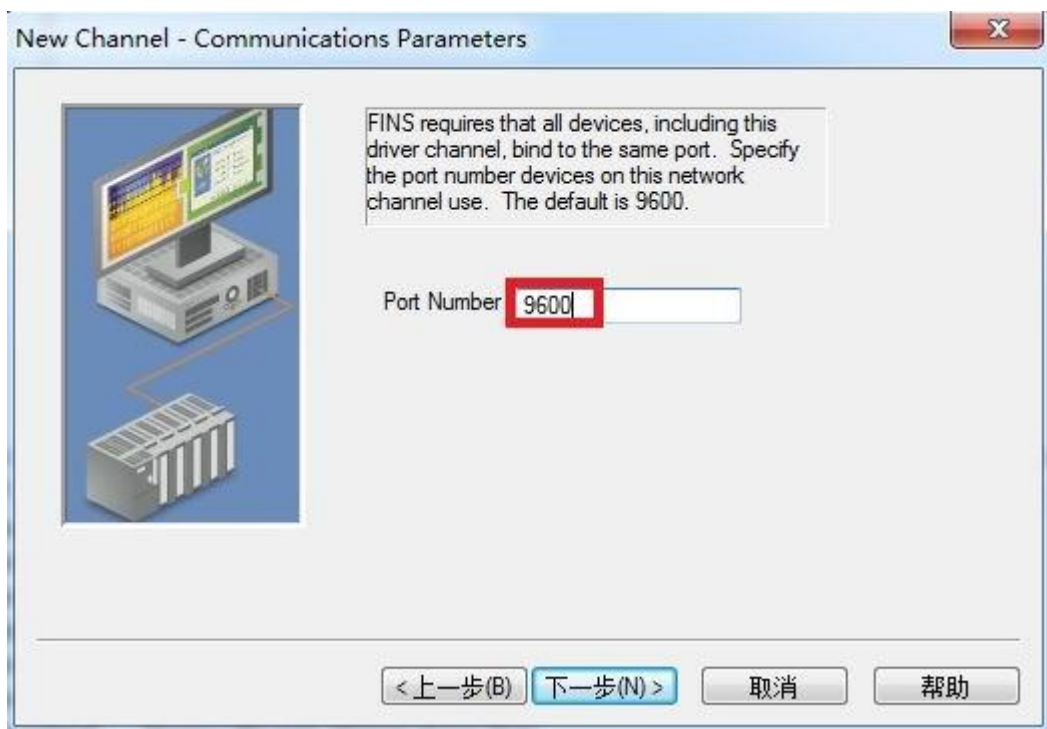 New Channel - Communications Parameters
FINS requires that all devices, including this
driver channel, bind to the same port. Specify
the port number devices on this network
channel use. The default is 9600.
Port Number 9600
<上一步(B) 下一步(N)> 取消 帮助